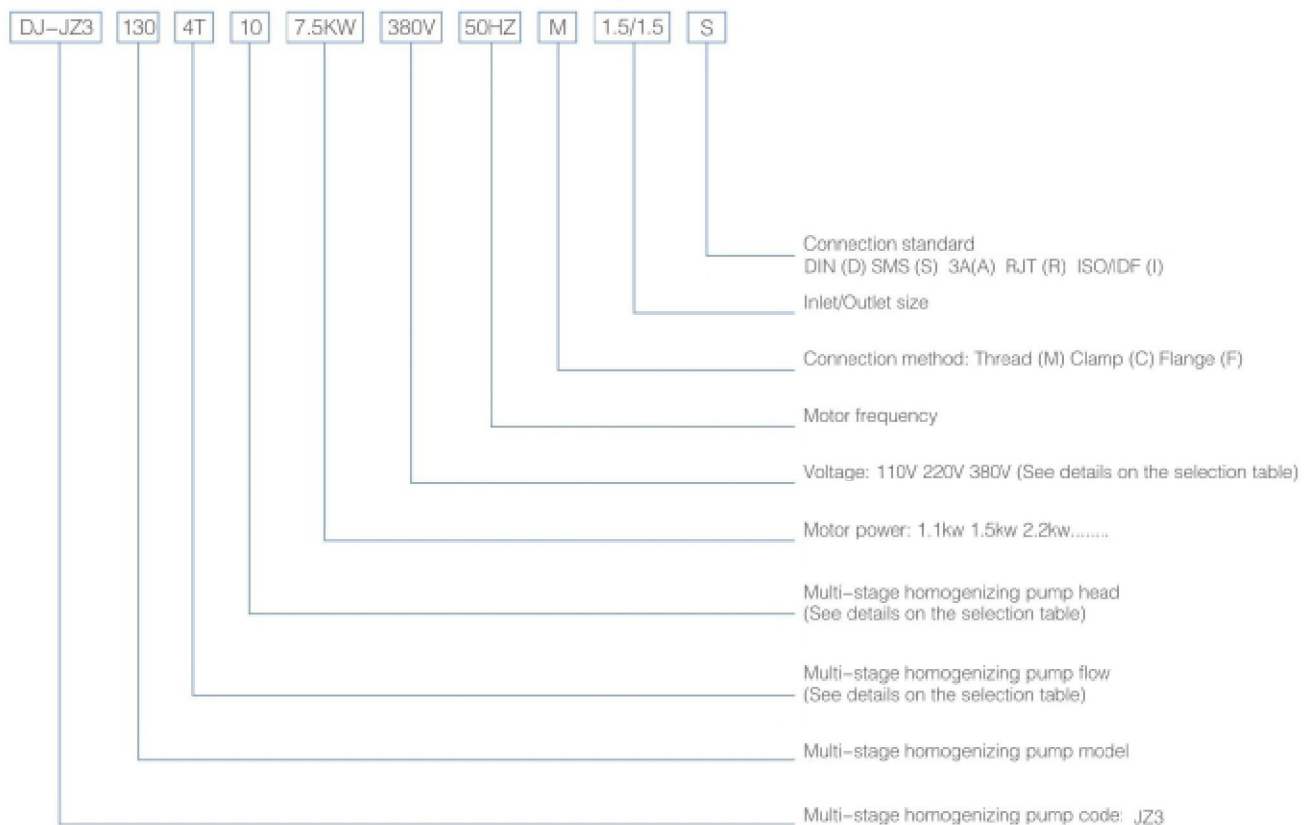 DJ-JZ3 130 4T 10 7.5KW 380V 50HZ M 1.5/1.5 S
Connection standard
DIN (D) SMS (S) 3A(A) RJT (R) ISO/IDF (I)
Inlet/Outlet size
Connection method: Thread (M) Clamp (C) Flange (F)
Motor frequency
Voltage: 110V 220V 380V (See details on the selection table)
Motor power: 1.1kw 1.5kw 2.2kw........
Multi-stage homogenizing pump head
(See details on the selection table)
Multi-stage homogenizing pump flow
(See details on the selection table)
Multi-stage homogenizing pump model
Multi-stage homogenizing pump code: JZ3